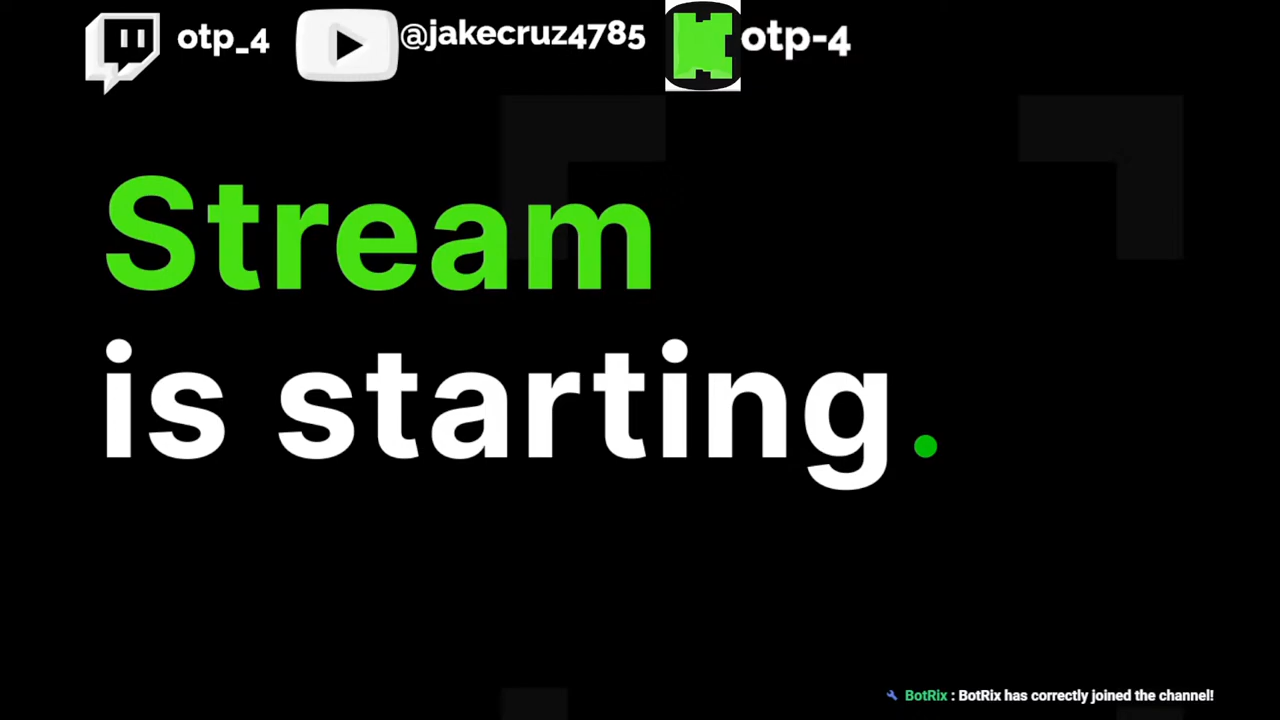 otp_4 @jakecruz4785 otp-4
Stream
is starting.
BotRix : BotRix has correctly joined the channel!